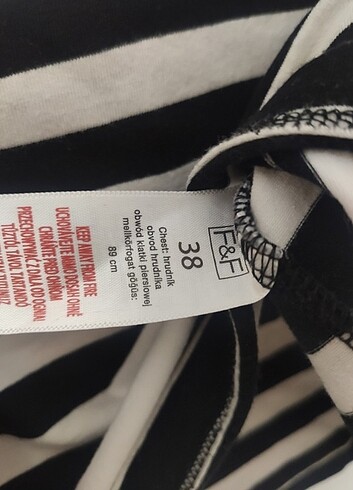 F&F
38
Chest: hrudník
obvod hrudníka
obwód klatki piersiowej
mellkörfogat göğüs:
89 cm
KEEP AWAY FROM FIRE
UCHOVÁVEJTE MIMO DOSAH OHNĚ
CHRÁŇTE PRED OHŇOM
PRZECHOWYWAĆ Z DALA OD OGNIA
TŰZTŐL TÁVOL TARTANDÓ